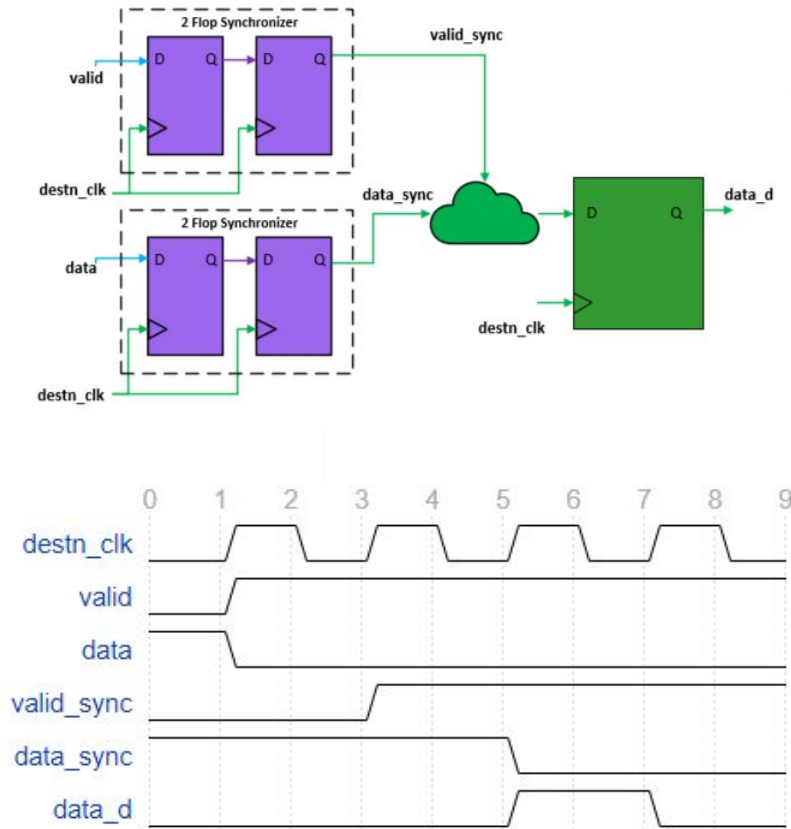 2 Flop Synchronizer
valid_sync
D Q D Q
valid
destn_clk
data_sync
D Q data_d
2 Flop Synchronizer
D Q D Q
data
destn_clk
destn_clk
0 1 2 3 4 5 6 7 8 9
destn_clk
valid
data
valid_sync
data_sync
data_d